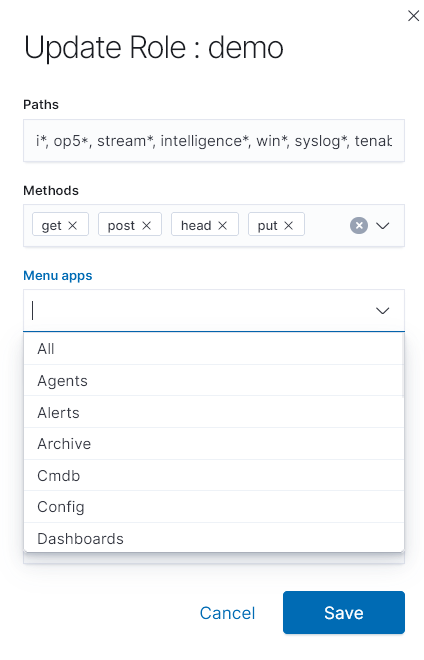 Update Role : demo
Paths
i*, op5*, stream*, intelligence*, win*, syslog*, tenab
Methods
get × post × head × put ×
Menu apps
All
Agents
Alerts
Archive
Cmdb
Config
Dashboards
Cancel Save